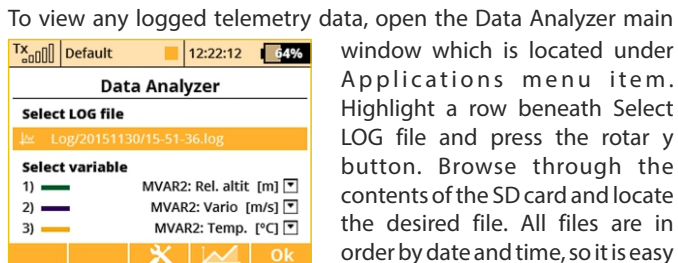 To view any logged telemetry data, open the Data Analyzer main
Tx Default 12:22:12 64%
Data Analyzer
Select LOG file
Log/20151130/15-51-36.log
Select variable
1) MVAR2: Rel. altit [m]
2) MVAR2: Vario [m/s]
3) MVAR2: Temp. [°C]
Ok
window which is located under
Applications menu item.
Highlight a row beneath Select
LOG file and press the rotar y
button. Browse through the
contents of the SD card and locate
the desired file. All files are in
order by date and time, so it is easy